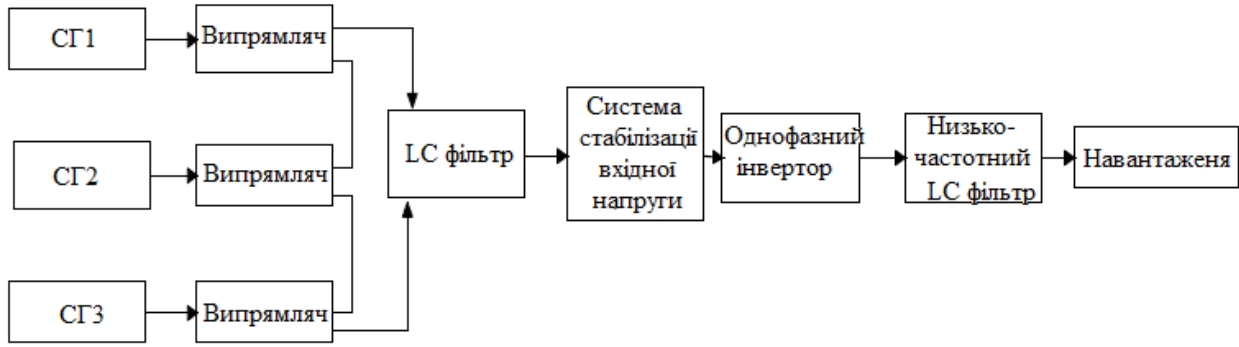 СГ1
Випрямляч
СГ2
Випрямляч
СГ3
Випрямляч
LC фільтр
Система
стабілізації
вхідної
напруги
Однофазний
інвертор
Низько-
частотний
LC фільтр
Навантаженя